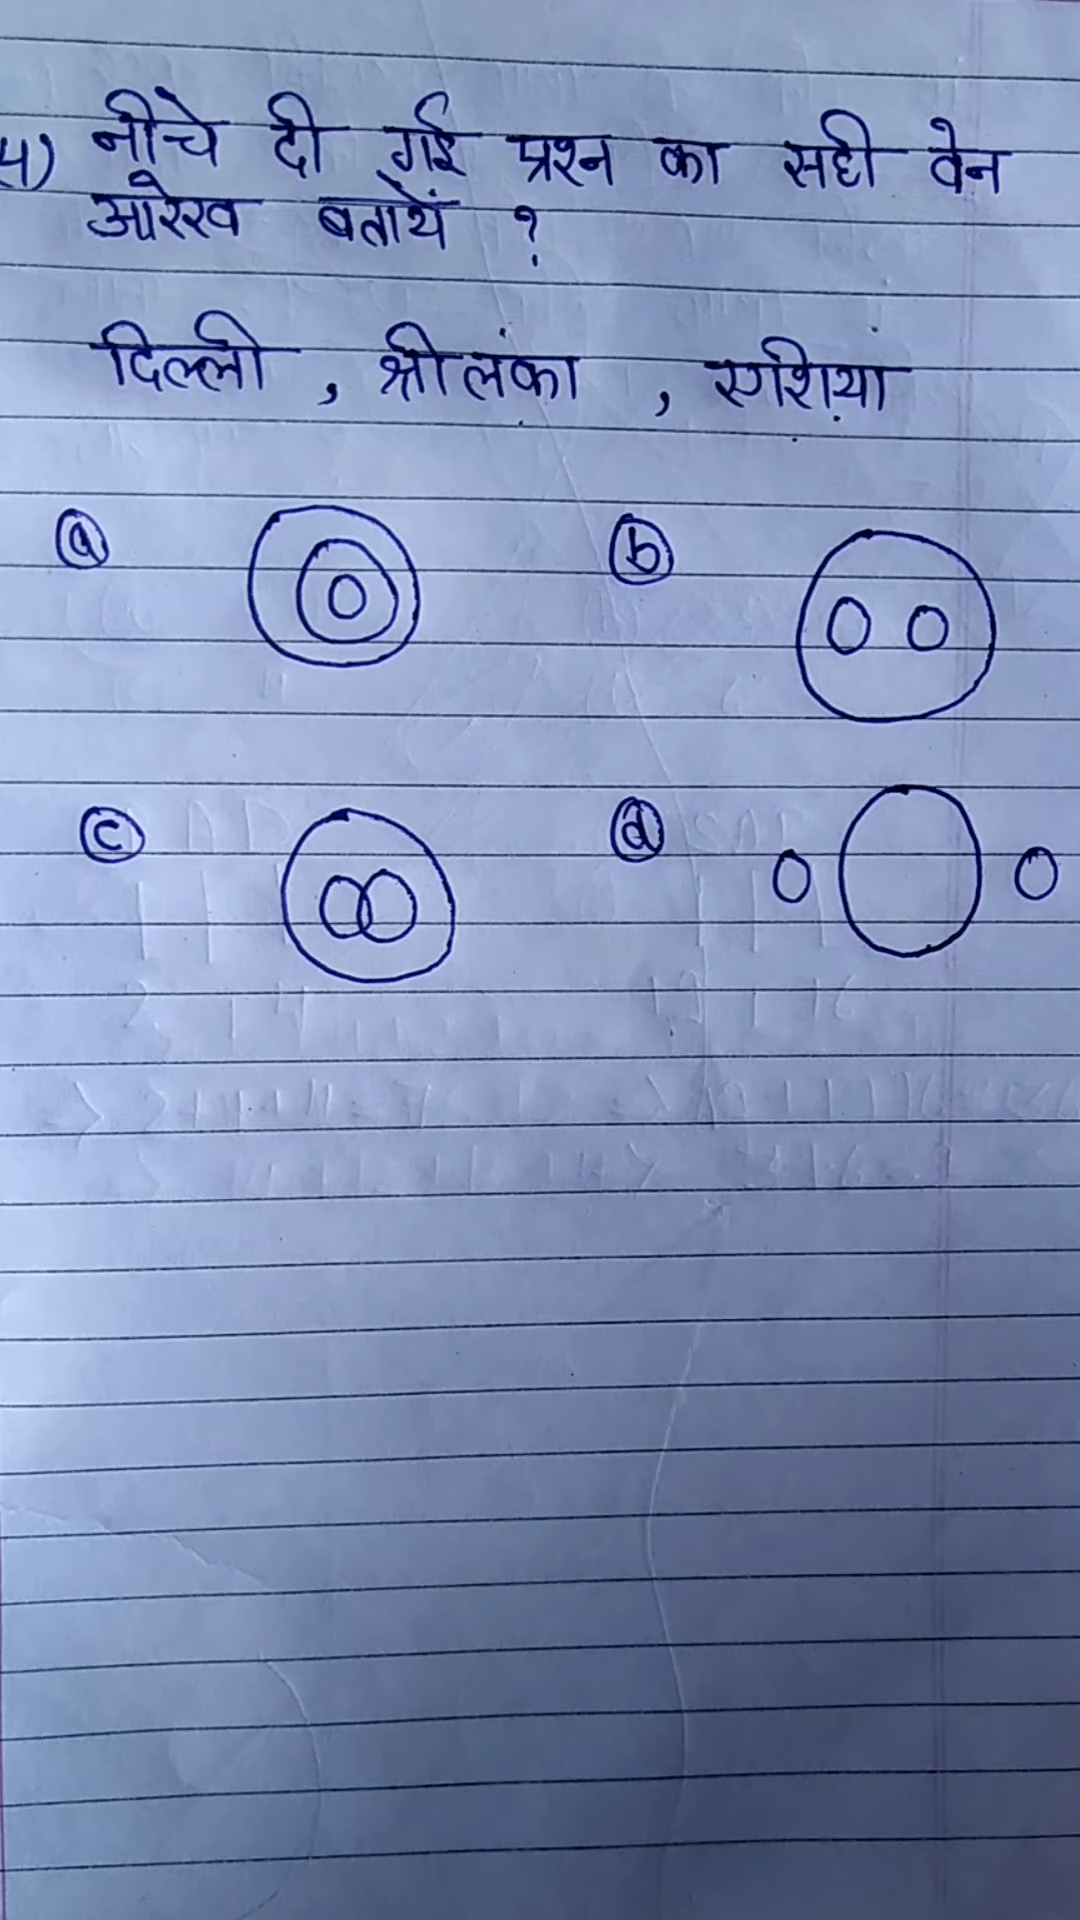 4) नीचे दी गई प्रश्न का सही वेन
आरेख बतायें ?
दिल्ली , श्रीलंका , एशिया
(a) (b)
(c) (d)